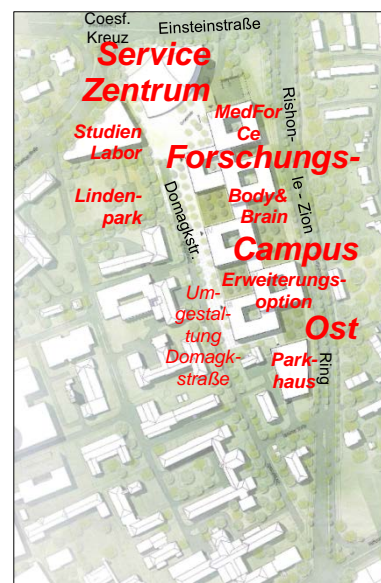 Coesf.
Kreuz
Einsteinstraße
Service
Zentrum
MedFor
Ce
Studien
Labor
Forschungs-
Rishon-
le - Zion
Ring
Linden-
park
Domagkstr.
Body&
Brain
Campus
Erweiterungs-
option
Um-
gestal-
tung
Domagk-
straße
Ost
Park-
haus